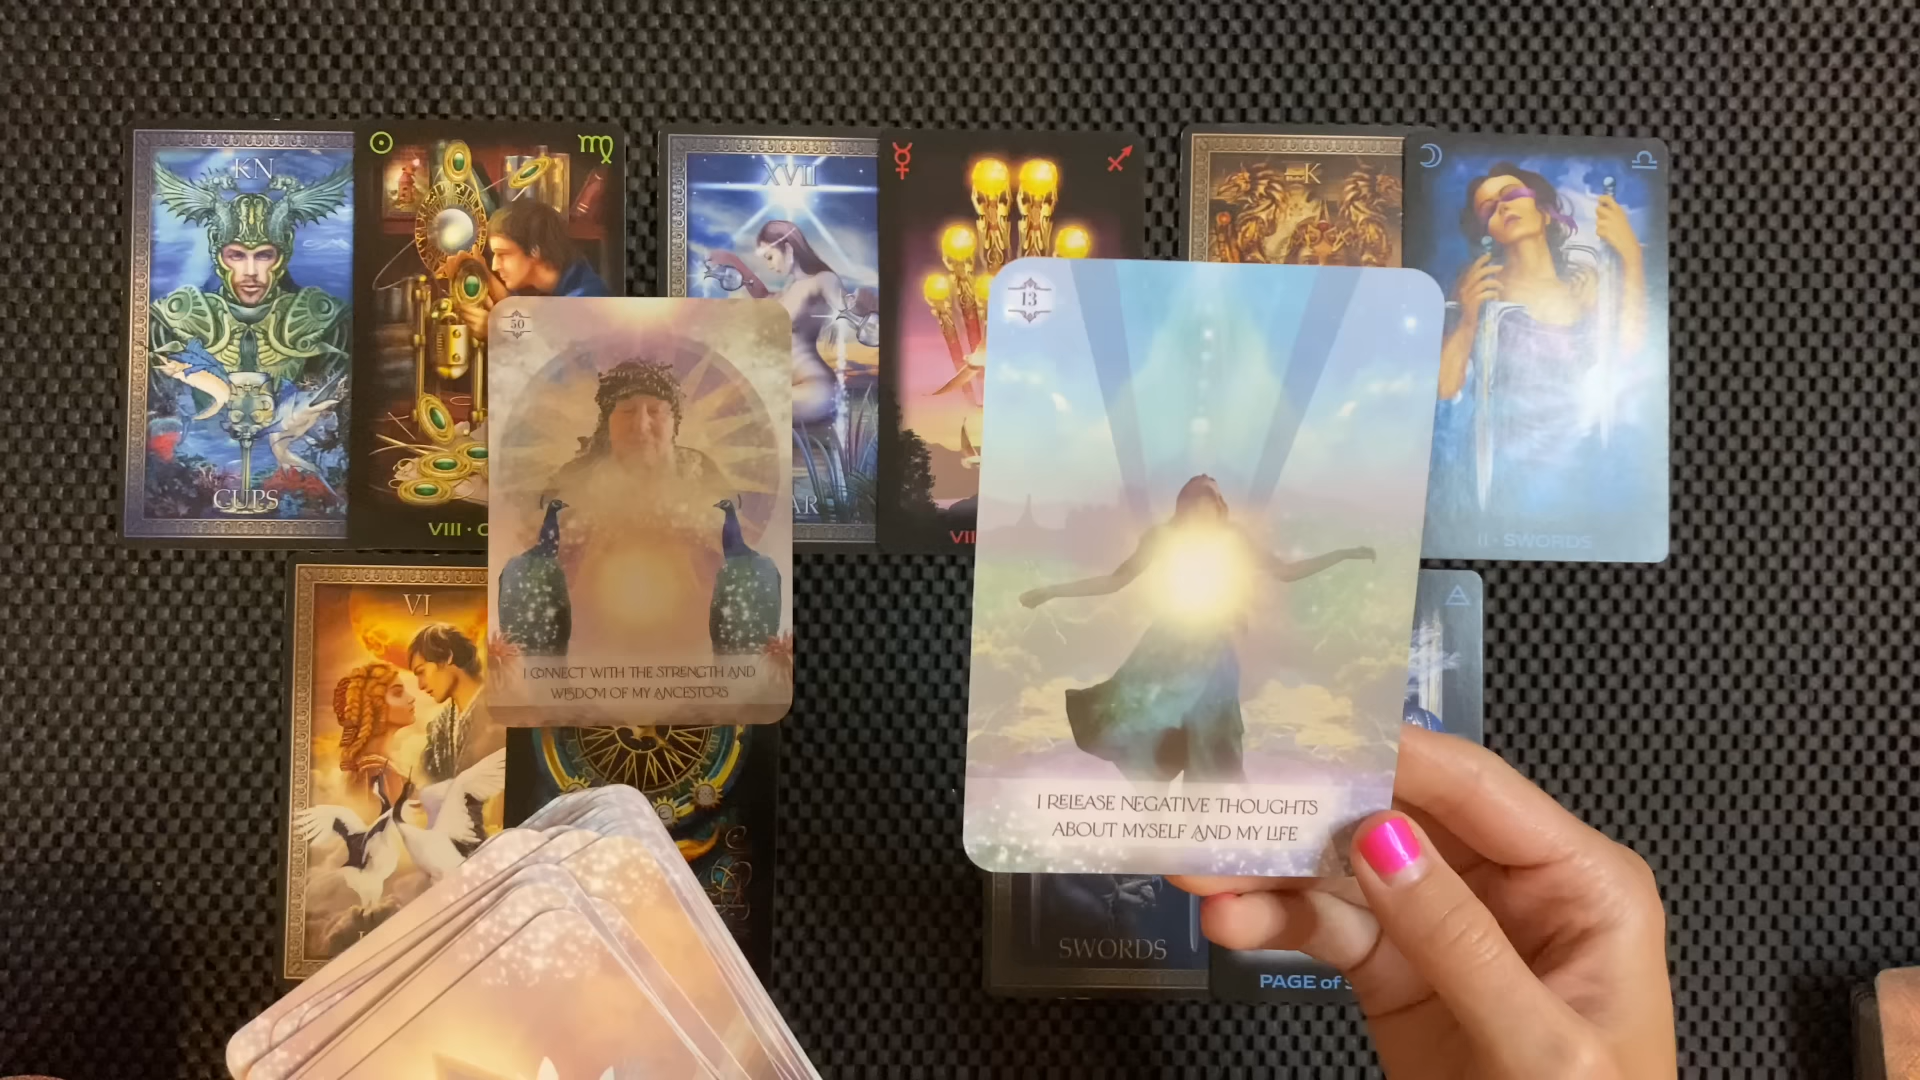 KN
XVII
K
CUPS
VIII
VII
II · SWORDS
50
13
I CONNECT WITH THE STRENGTH AND
WISDOM OF MY ANCESTORS
VI
I RELEASE NEGATIVE THOUGHTS
ABOUT MYSELF AND MY LIFE
SWORDS
PAGE of